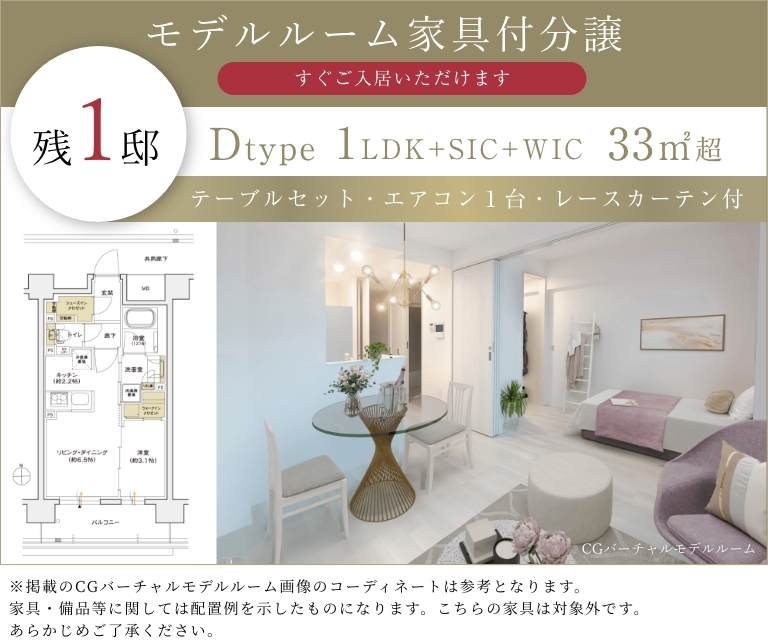 モデルルーム家具付分譲
すぐご入居いただけます
残1邸
Dtype 1LDK+SIC+WIC 33㎡超
テーブルセット・エアコン１台・レースカーテン付
共用廊下
玄関
MB
シューズインクロゼット
PS
トイレ
廊下
浴室
洗面室
キッチン
(約2.2帖)
PS
PS
ウォークインクロゼット
リビング・ダイニング
(約6.5帖)
洋室
(約3.1帖)
バルコニー
N
CGバーチャルモデルルーム
※掲載のCGバーチャルモデルルーム画像のコーディネートは参考となります。
家具・備品等に関しては配置例を示したものになります。こちらの家具は対象外です。
あらかじめご了承ください。